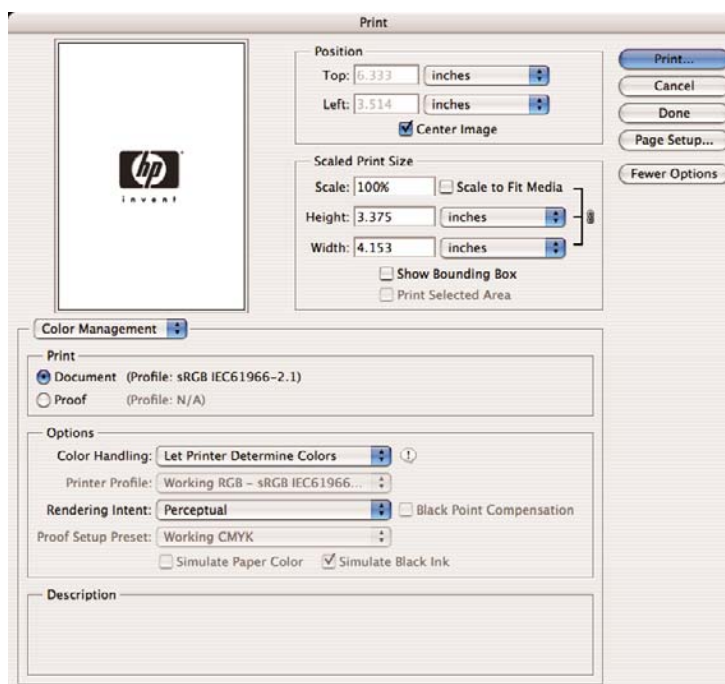 Print
hp
invent
Position
Top: 6.333 inches
Left: 3.514 inches
Center Image
Scaled Print Size
Scale: 100% Scale to Fit Media
Height: 3.375 inches
Width: 4.153 inches
Show Bounding Box
Print Selected Area
Print...
Cancel
Done
Page Setup...
Fewer Options
Color Management
Print
Document (Profile: sRGB IEC61966-2.1)
Proof (Profile: N/A)
Options
Color Handling: Let Printer Determine Colors
Printer Profile: Working RGB - sRGB IEC61966...
Rendering Intent: Perceptual Black Point Compensation
Proof Setup Preset: Working CMYK
Simulate Paper Color Simulate Black Ink
Description